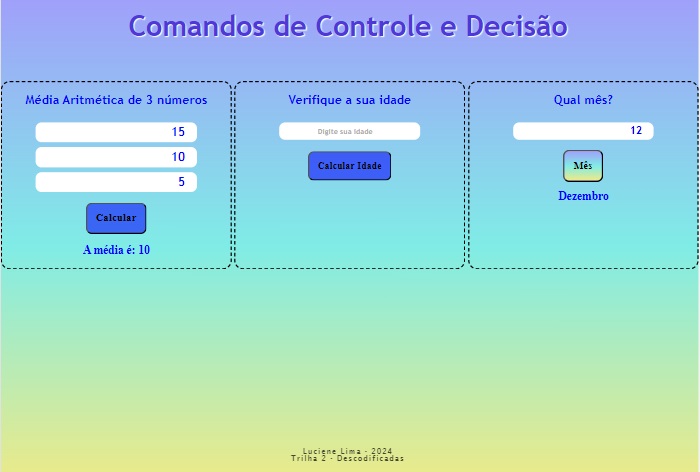 Comandos de Controle e Decisão
Média Aritmética de 3 números
15
10
5
Calcular
A média é: 10
Verifique a sua idade
Digite sua idade
Calcular Idade
Qual mês?
12
Mês
Dezembro
Luciene Lima - 2024
Trilha 2 - Descodificadas